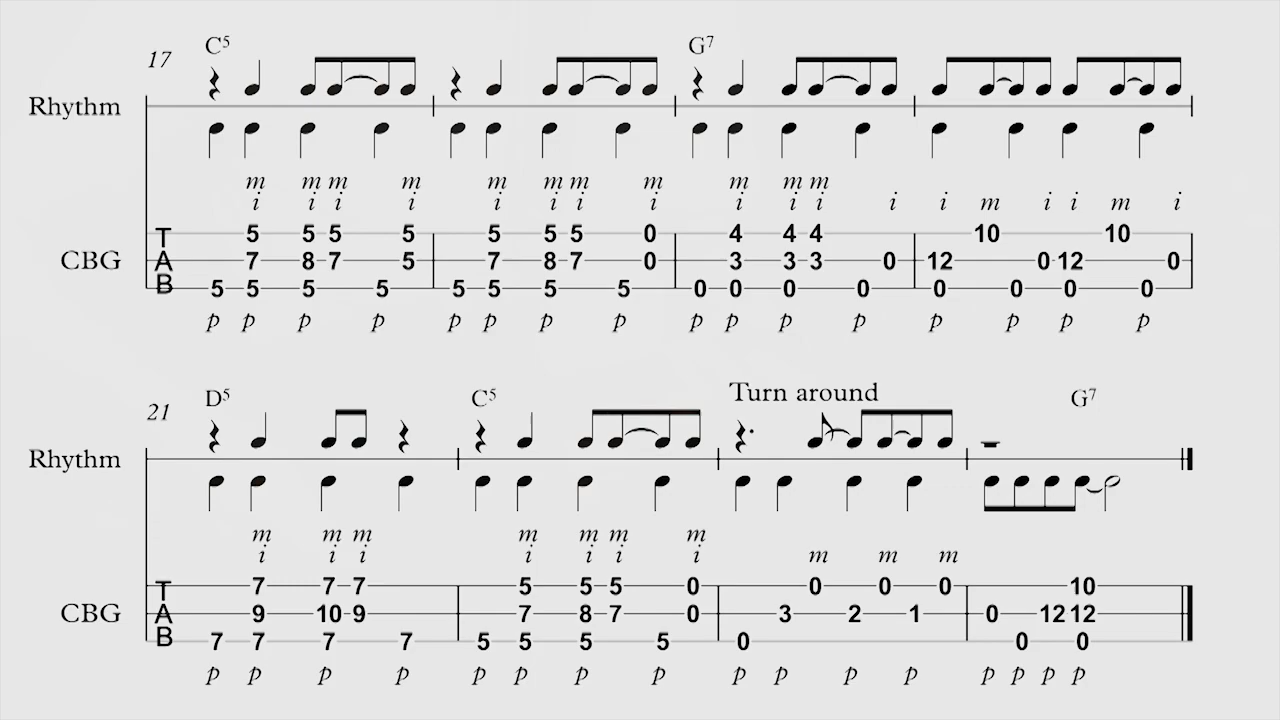 C5 G7
17
Rhythm
m m m m m m m m m m m
i i i i i i i i i i i i i m i i m i
T 5 5 5 5 5 5 5 0 4 4 4 10 10
CBG A 7 8 7 5 7 8 7 0 3 3 3 0 12 0 12 0
B 5 5 5 5 5 5 5 5 0 0 0 0 0 0 0 0
p p p p p p p p p p p p p p p p
D5 C5 Turn around G7
21
Rhythm
m m m m m m m
i i i i i i i m m m
T 7 7 7 5 5 5 0 0 0 0 10
CBG A 9 10 9 7 8 7 0 3 2 1 0 12 12
B 7 7 7 7 5 5 5 5 0 0 0
p p p p p p p p p p p p p p p p